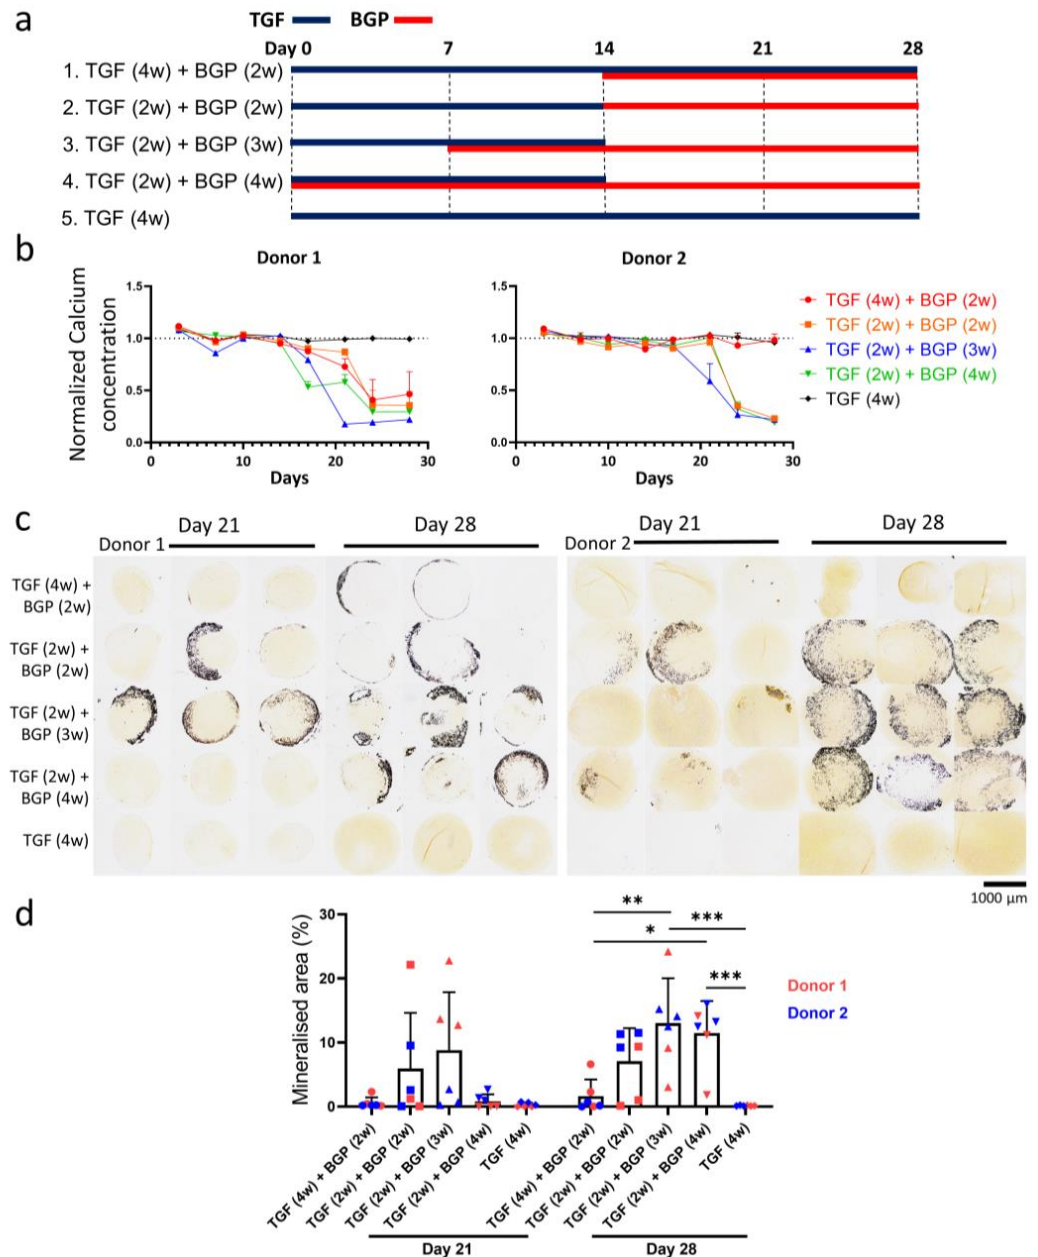 a
TGF BGP
Day 0 7 14 21 28
1. TGF (4w) + BGP (2w)
2. TGF (2w) + BGP (2w)
3. TGF (2w) + BGP (3w)
4. TGF (2w) + BGP (4w)
5. TGF (4w)
b
Donor 1
Donor 2
Normalized Calcium
concentration
1.5
1.0
0.5
0.0
0 10 20 30
Days
1.5
1.0
0.5
0.0
0 10 20 30
Days
TGF (4w) + BGP (2w)
TGF (2w) + BGP (2w)
TGF (2w) + BGP (3w)
TGF (2w) + BGP (4w)
TGF (4w)
c
Day 21 Day 28 Day 21 Day 28
Donor 1 Donor 2
TGF (4w) +
BGP (2w)
TGF (2w) +
BGP (2w)
TGF (2w) +
BGP (3w)
TGF (2w) +
BGP (4w)
TGF (4w)
1000 µm
d
Mineralised area (%)
30
20
10
0
**
***
*
***
Donor 1
Donor 2
TGF (4w) + BGP (2w)
TGF (2w) + BGP (2w)
TGF (2w) + BGP (3w)
TGF (2w) + BGP (4w)
TGF (4w)
TGF (4w) + BGP (2w)
TGF (2w) + BGP (2w)
TGF (2w) + BGP (3w)
TGF (2w) + BGP (4w)
TGF (4w)
Day 21 Day 28